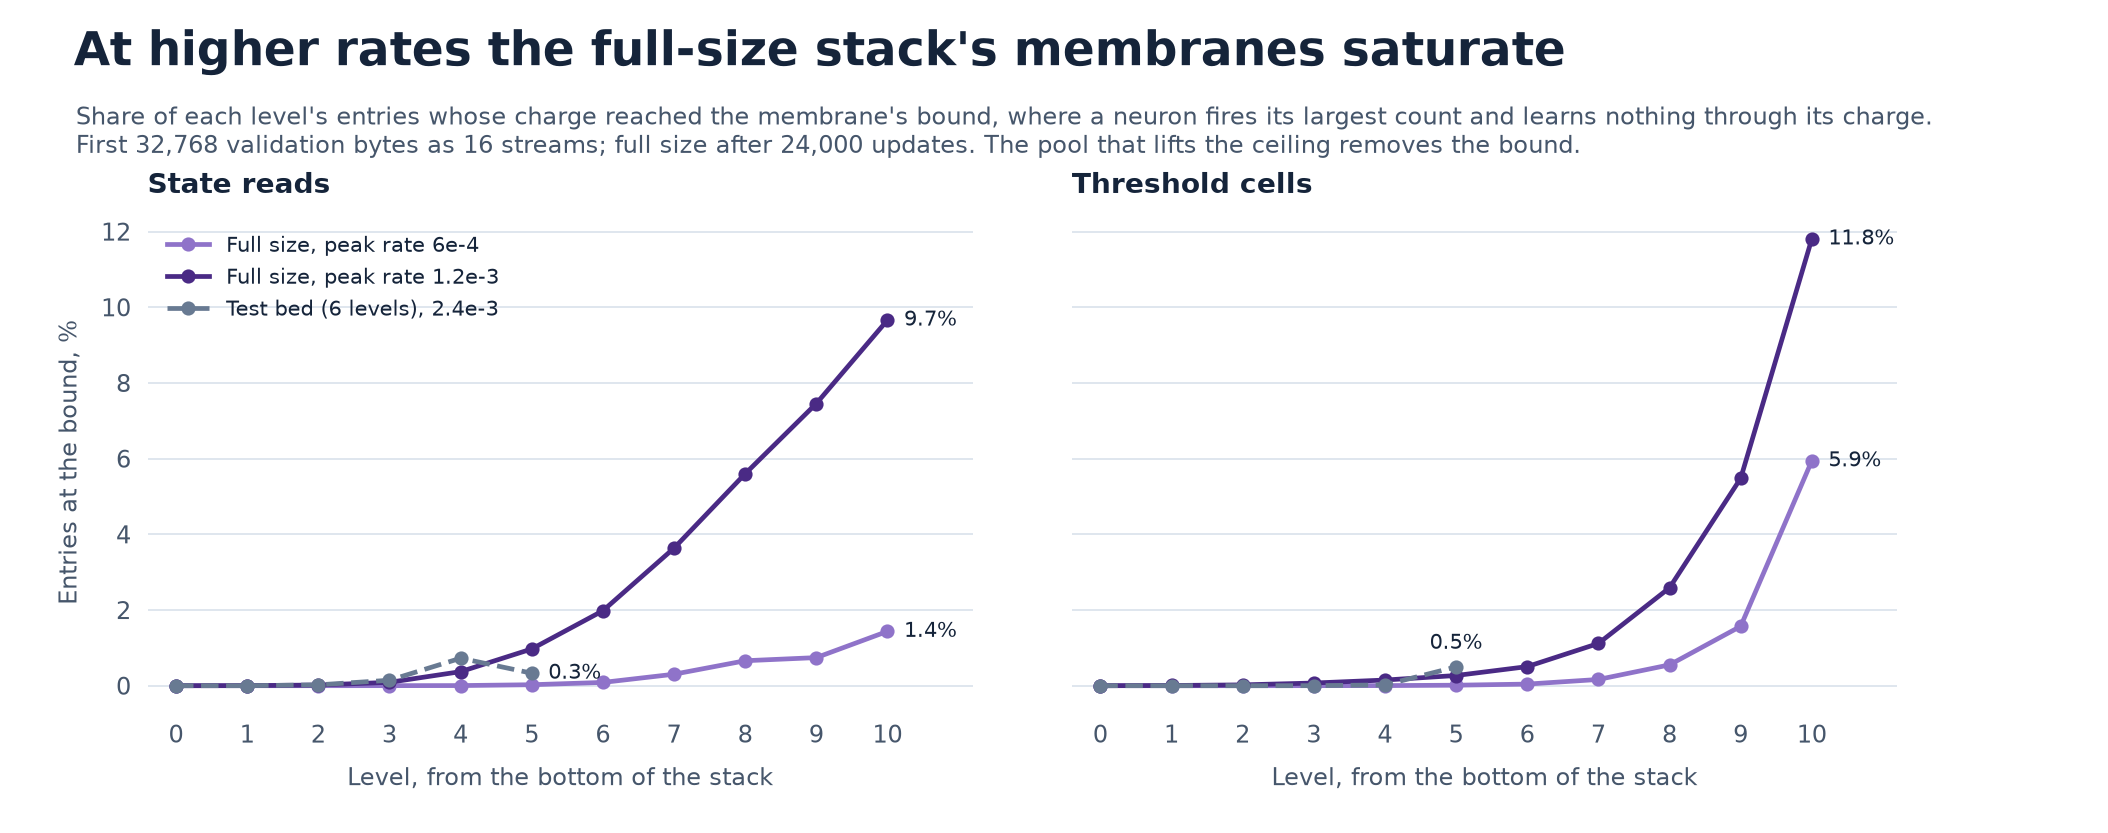 At higher rates the full-size stack's membranes saturate
Share of each level's entries whose charge reached the membrane's bound, where a neuron fires its largest count and learns nothing through its charge.
First 32,768 validation bytes as 16 streams; full size after 24,000 updates. The pool that lifts the ceiling removes the bound.
State reads
Entries at the bound, %
12
10
8
6
4
2
0
Full size, peak rate 6e-4
Full size, peak rate 1.2e-3
Test bed (6 levels), 2.4e-3
9.7%
1.4%
0.3%
0 1 2 3 4 5 6 7 8 9 10
Level, from the bottom of the stack
Threshold cells
11.8%
5.9%
0.5%
0 1 2 3 4 5 6 7 8 9 10
Level, from the bottom of the stack